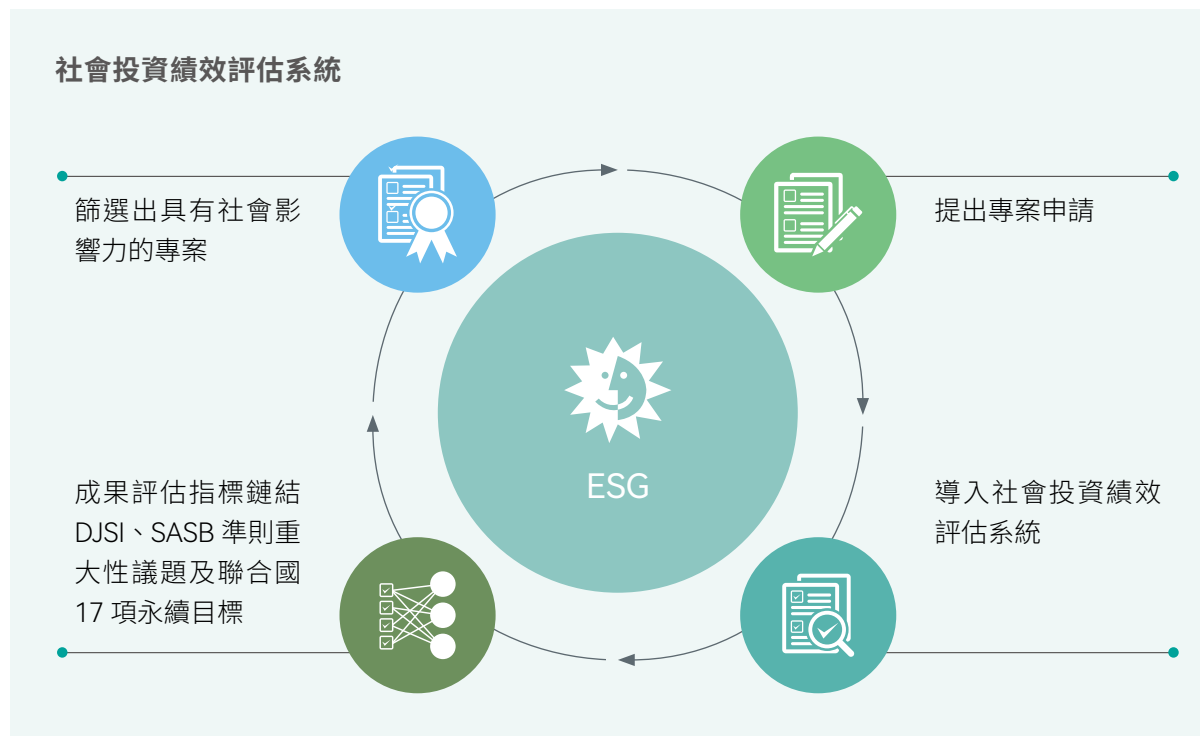 社會投資績效評估系統
篩選出具有社會影
響力的專案
提出專案申請
ESG
成果評估指標鏈結
DJSI、SASB 準則重
大性議題及聯合國
17 項永續目標
導入社會投資績效
評估系統